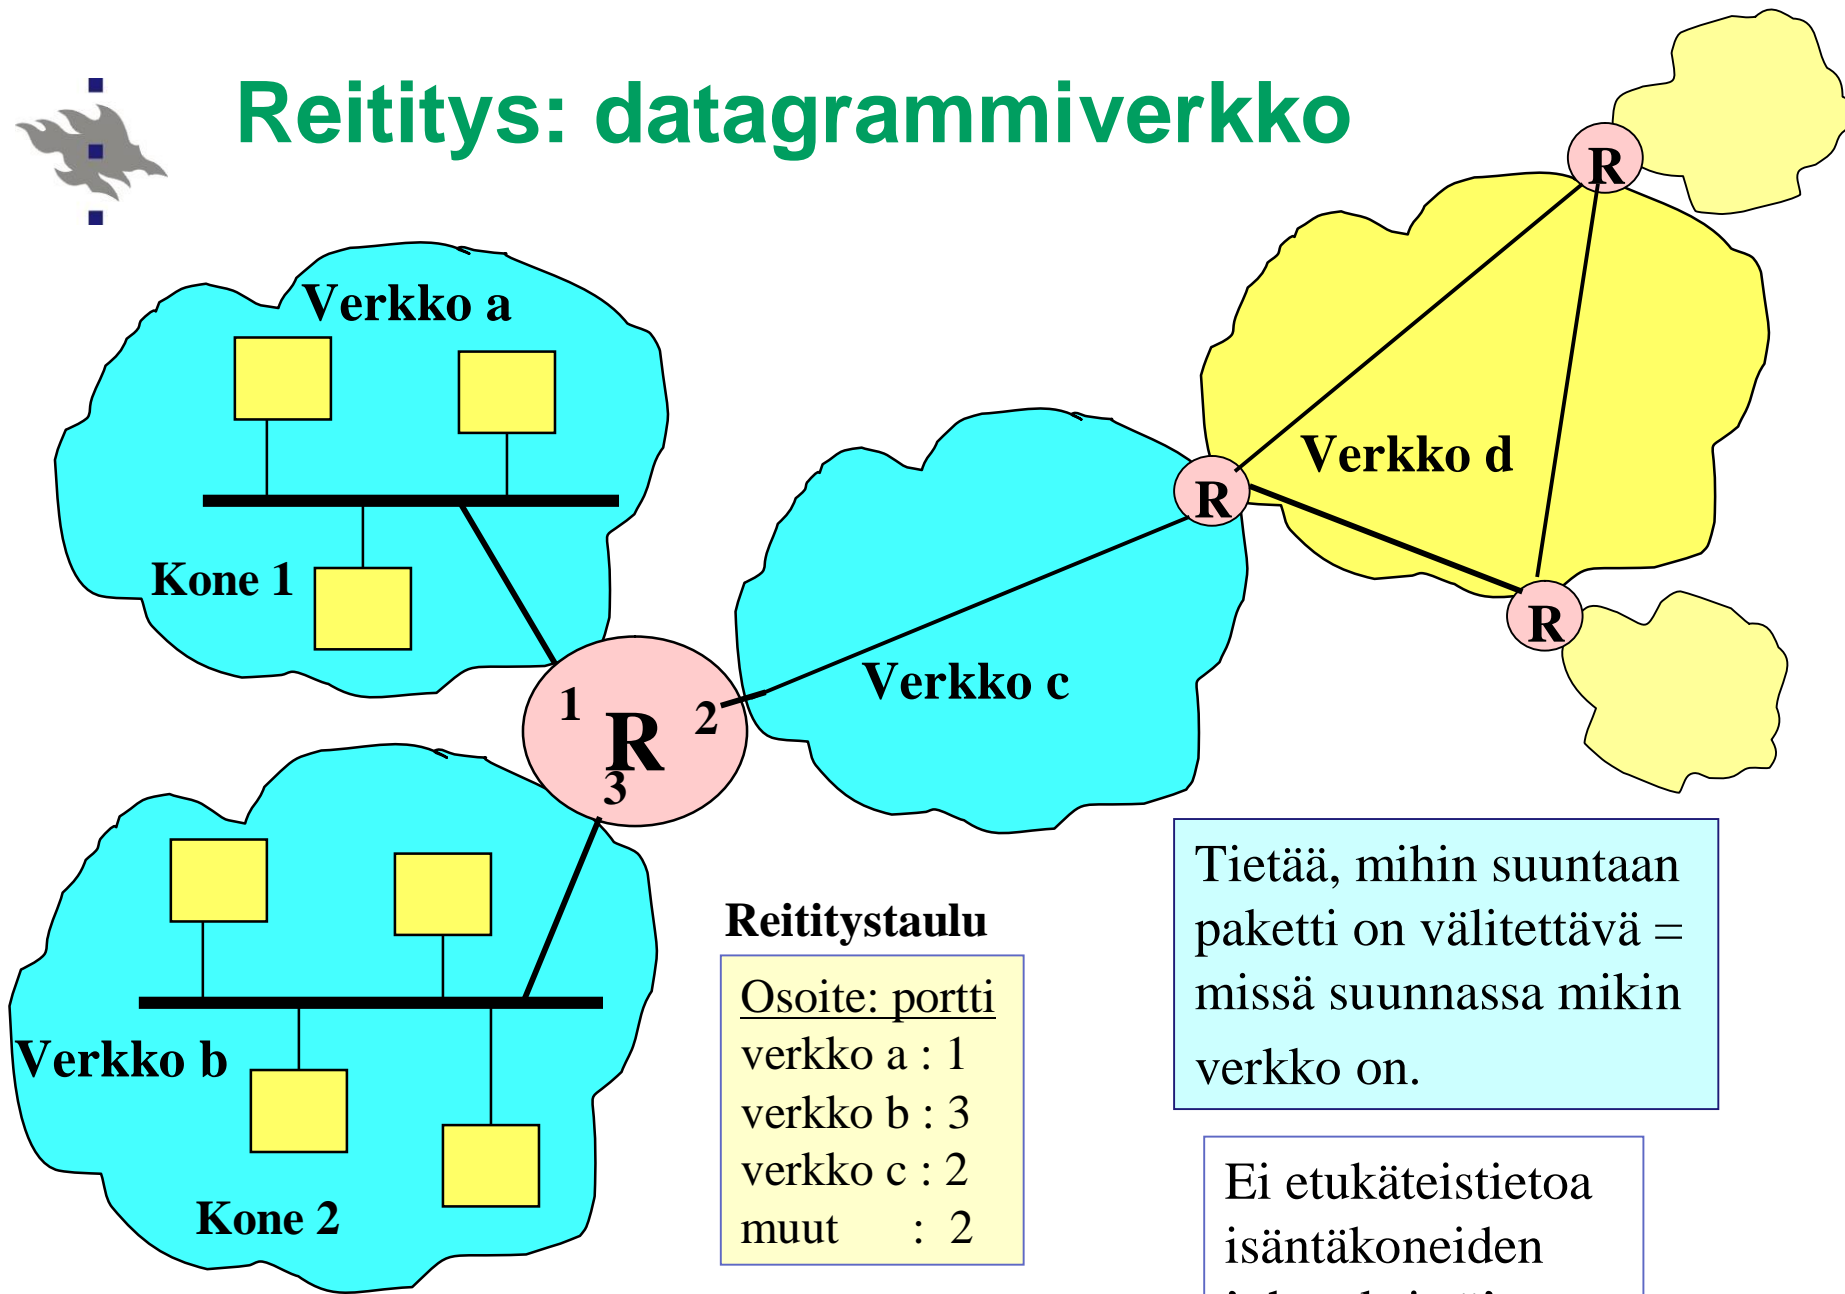 Reititys: datagrammiverkko
R
Verkko a
Verkko d
R
Kone 1
R
Verkko c
1
R
2
3
Verkko b
Kone 2
Reititystaulu
Osoite: portti
verkko a : 1
verkko b : 3
verkko c : 2
muut : 2
Tietää, mihin suuntaan
paketti on välitettävä =
missä suunnassa mikin
verkko on.
Ei etukäteistietoa
isäntäkoneiden